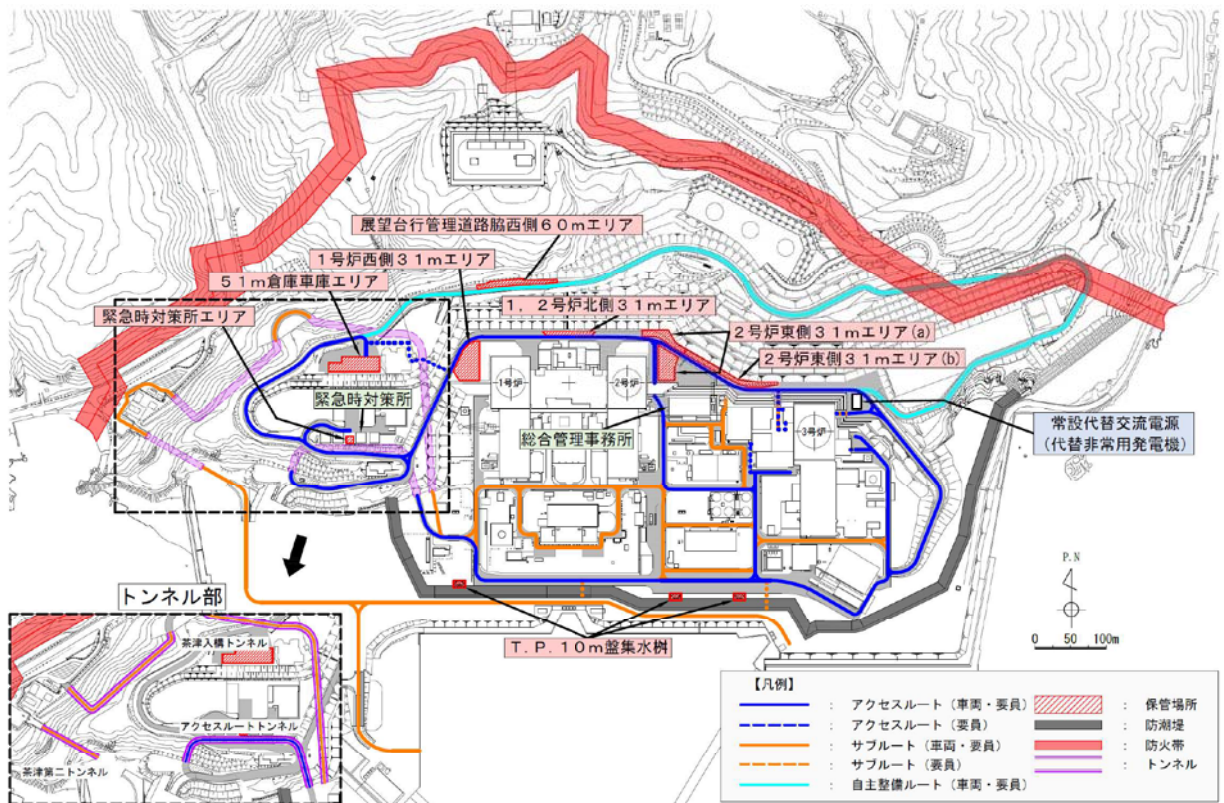 展望台行管理道路脇西側60mエリア
1号炉西側31mエリア
51m倉庫車庫エリア
緊急時対策所エリア
1,2号炉北側31mエリア
2号炉東側31mエリア(a)
2号炉東側31mエリア(b)
1号炉
2号炉
3号炉
緊急時対策所
総合管理事務所
常設代替交流電源
(代替非常用発電機)
P.N
0 50 100m
トンネル部
茶津入構トンネル
アクセスルートトンネル
茶津第二トンネル
T.P.10m盤集水桝
【凡例】
: アクセスルート(車両・要員)
: アクセスルート(要員)
: サブルート(車両・要員)
: サブルート(要員)
: 自主整備ルート(車両・要員)
: 保管場所
: 防潮堤
: 防火帯
: トンネル